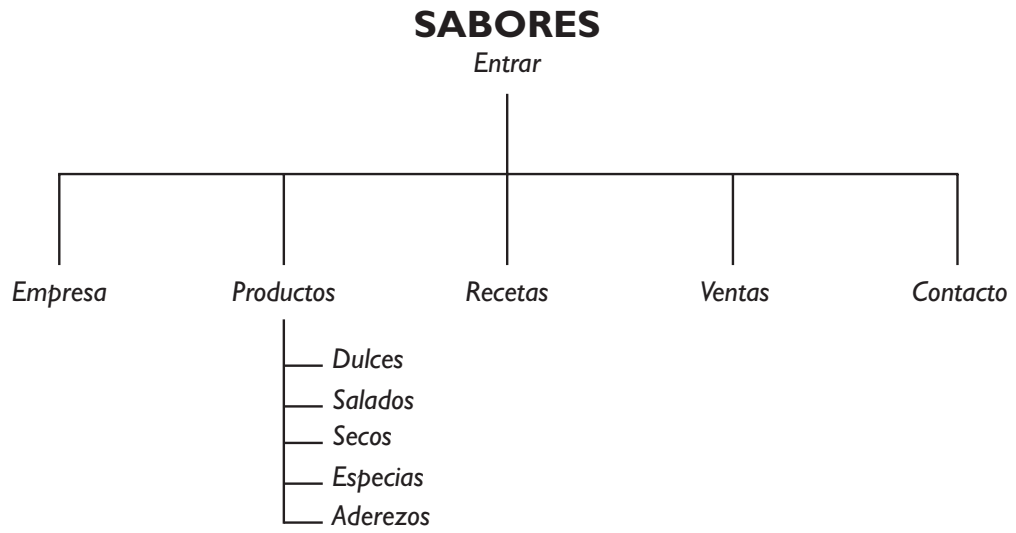 SABORES
Entrar
Empresa
Productos
Recetas
Ventas
Contacto
Dulces
Salados
Secos
Especias
Aderezos